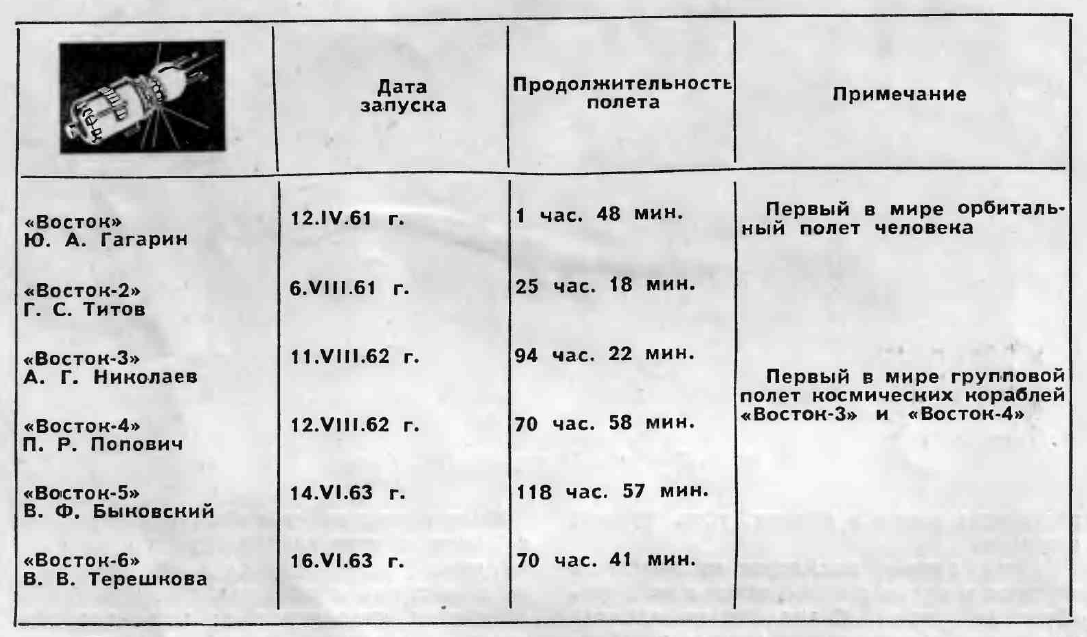 Дата
запуска
Продолжительность
полета
Примечание
«Восток»
Ю. А. Гагарин
12.IV.61 г.
1 час. 48 мин.
Первый в мире орбиталь-
ный полет человека
«Восток-2»
Г. С. Титов
6.VIII.61 г.
25 час. 18 мин.
«Восток-3»
А. Г. Николаев
11.VIII.62 г.
94 час. 22 мин.
Первый в мире групповой
полет космических кораблей
«Восток-3» и «Восток-4»
«Восток-4»
П. Р. Попович
12.VIII.62 г.
70 час. 58 мин.
«Восток-5»
В. Ф. Быковский
14.VI.63 г.
118 час. 57 мин.
«Восток-6»
В. В. Терешкова
16.VI.63 г.
70 час. 41 мин.